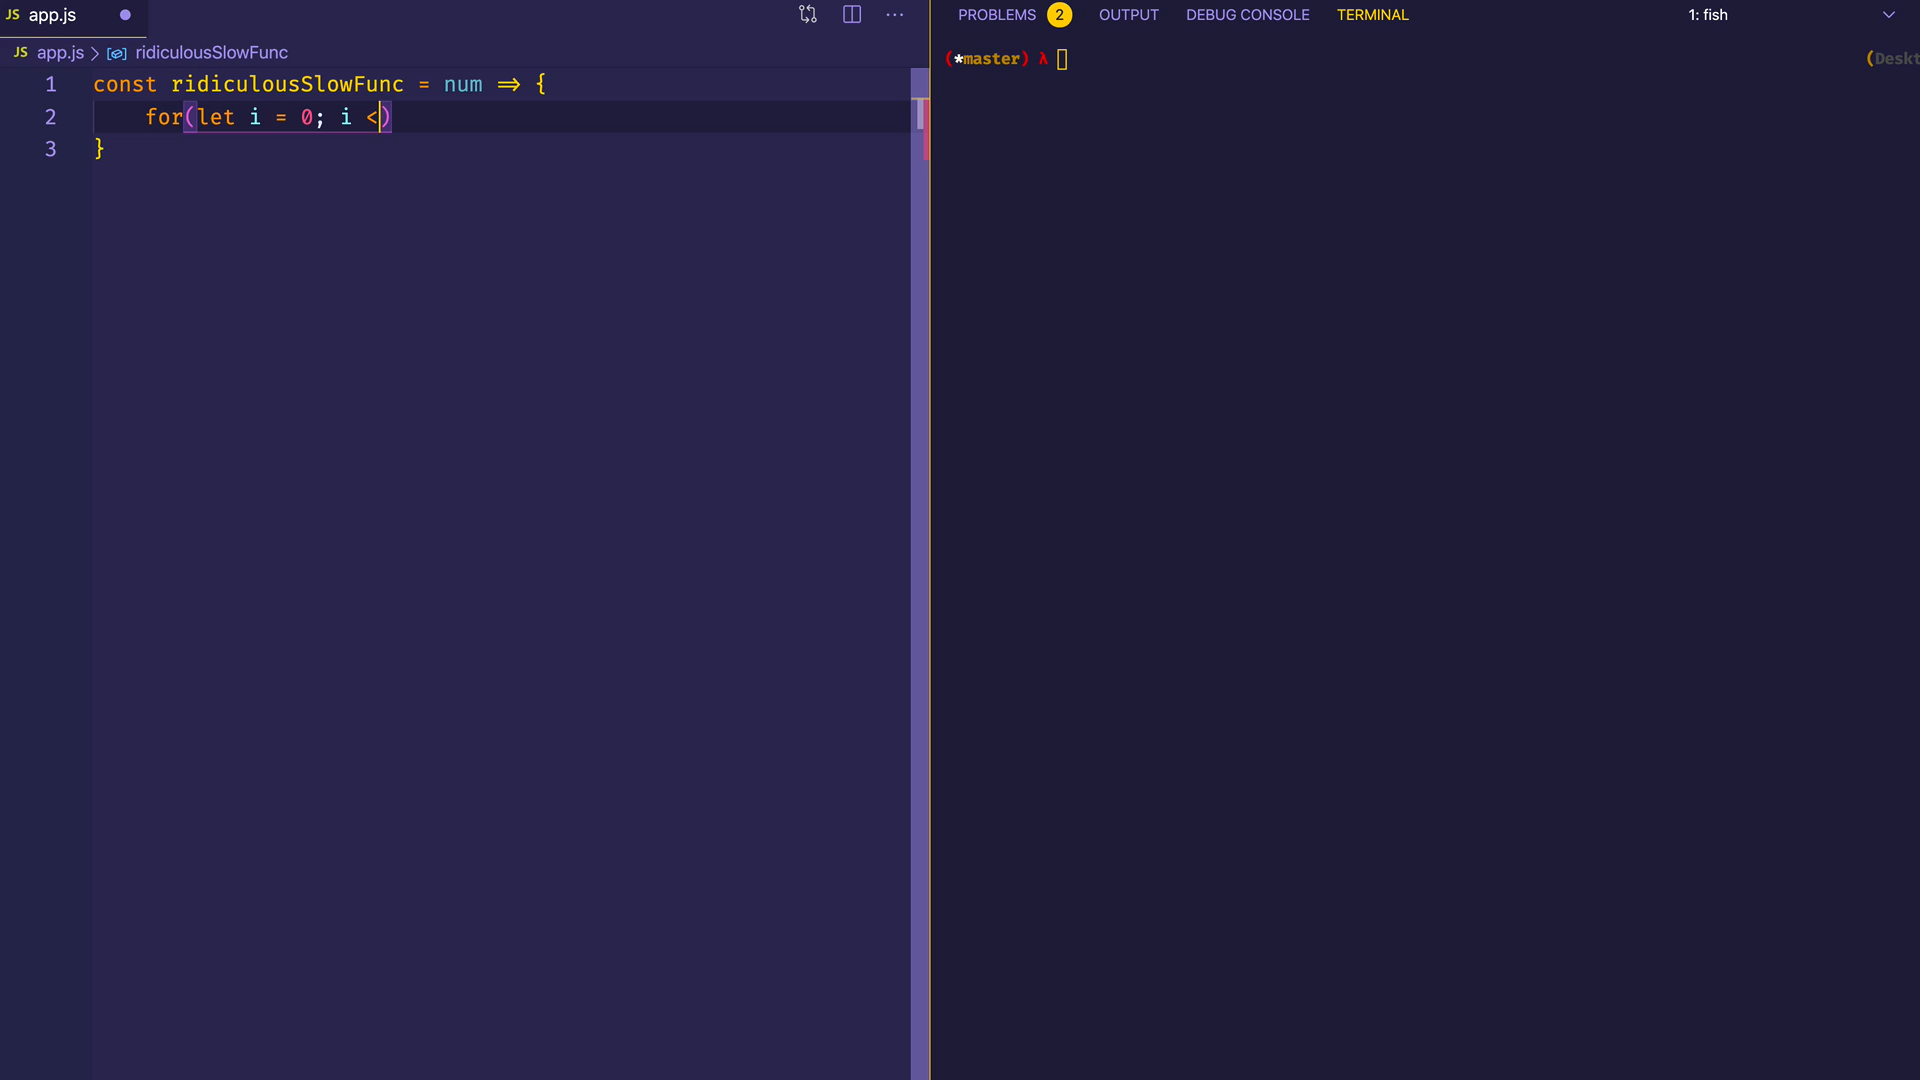 JS app.js
JS app.js > ridiculousSlowFunc
1 const ridiculousSlowFunc = num => {
2 for(let i = 0; i <)
3 }
PROBLEMS 2 OUTPUT DEBUG CONSOLE TERMINAL 1: fish
(*master) λ (Deskt